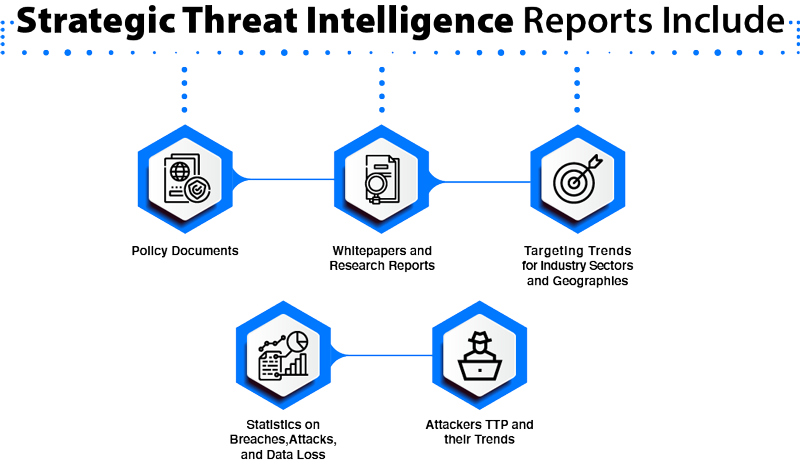 Strategic Threat Intelligence Reports Include
Policy Documents
Whitepapers and
Research Reports
Targeting Trends
for Industry Sectors
and Geographies
Statistics on
Breaches,Attacks,
and Data Loss
Attackers TTP and
their Trends